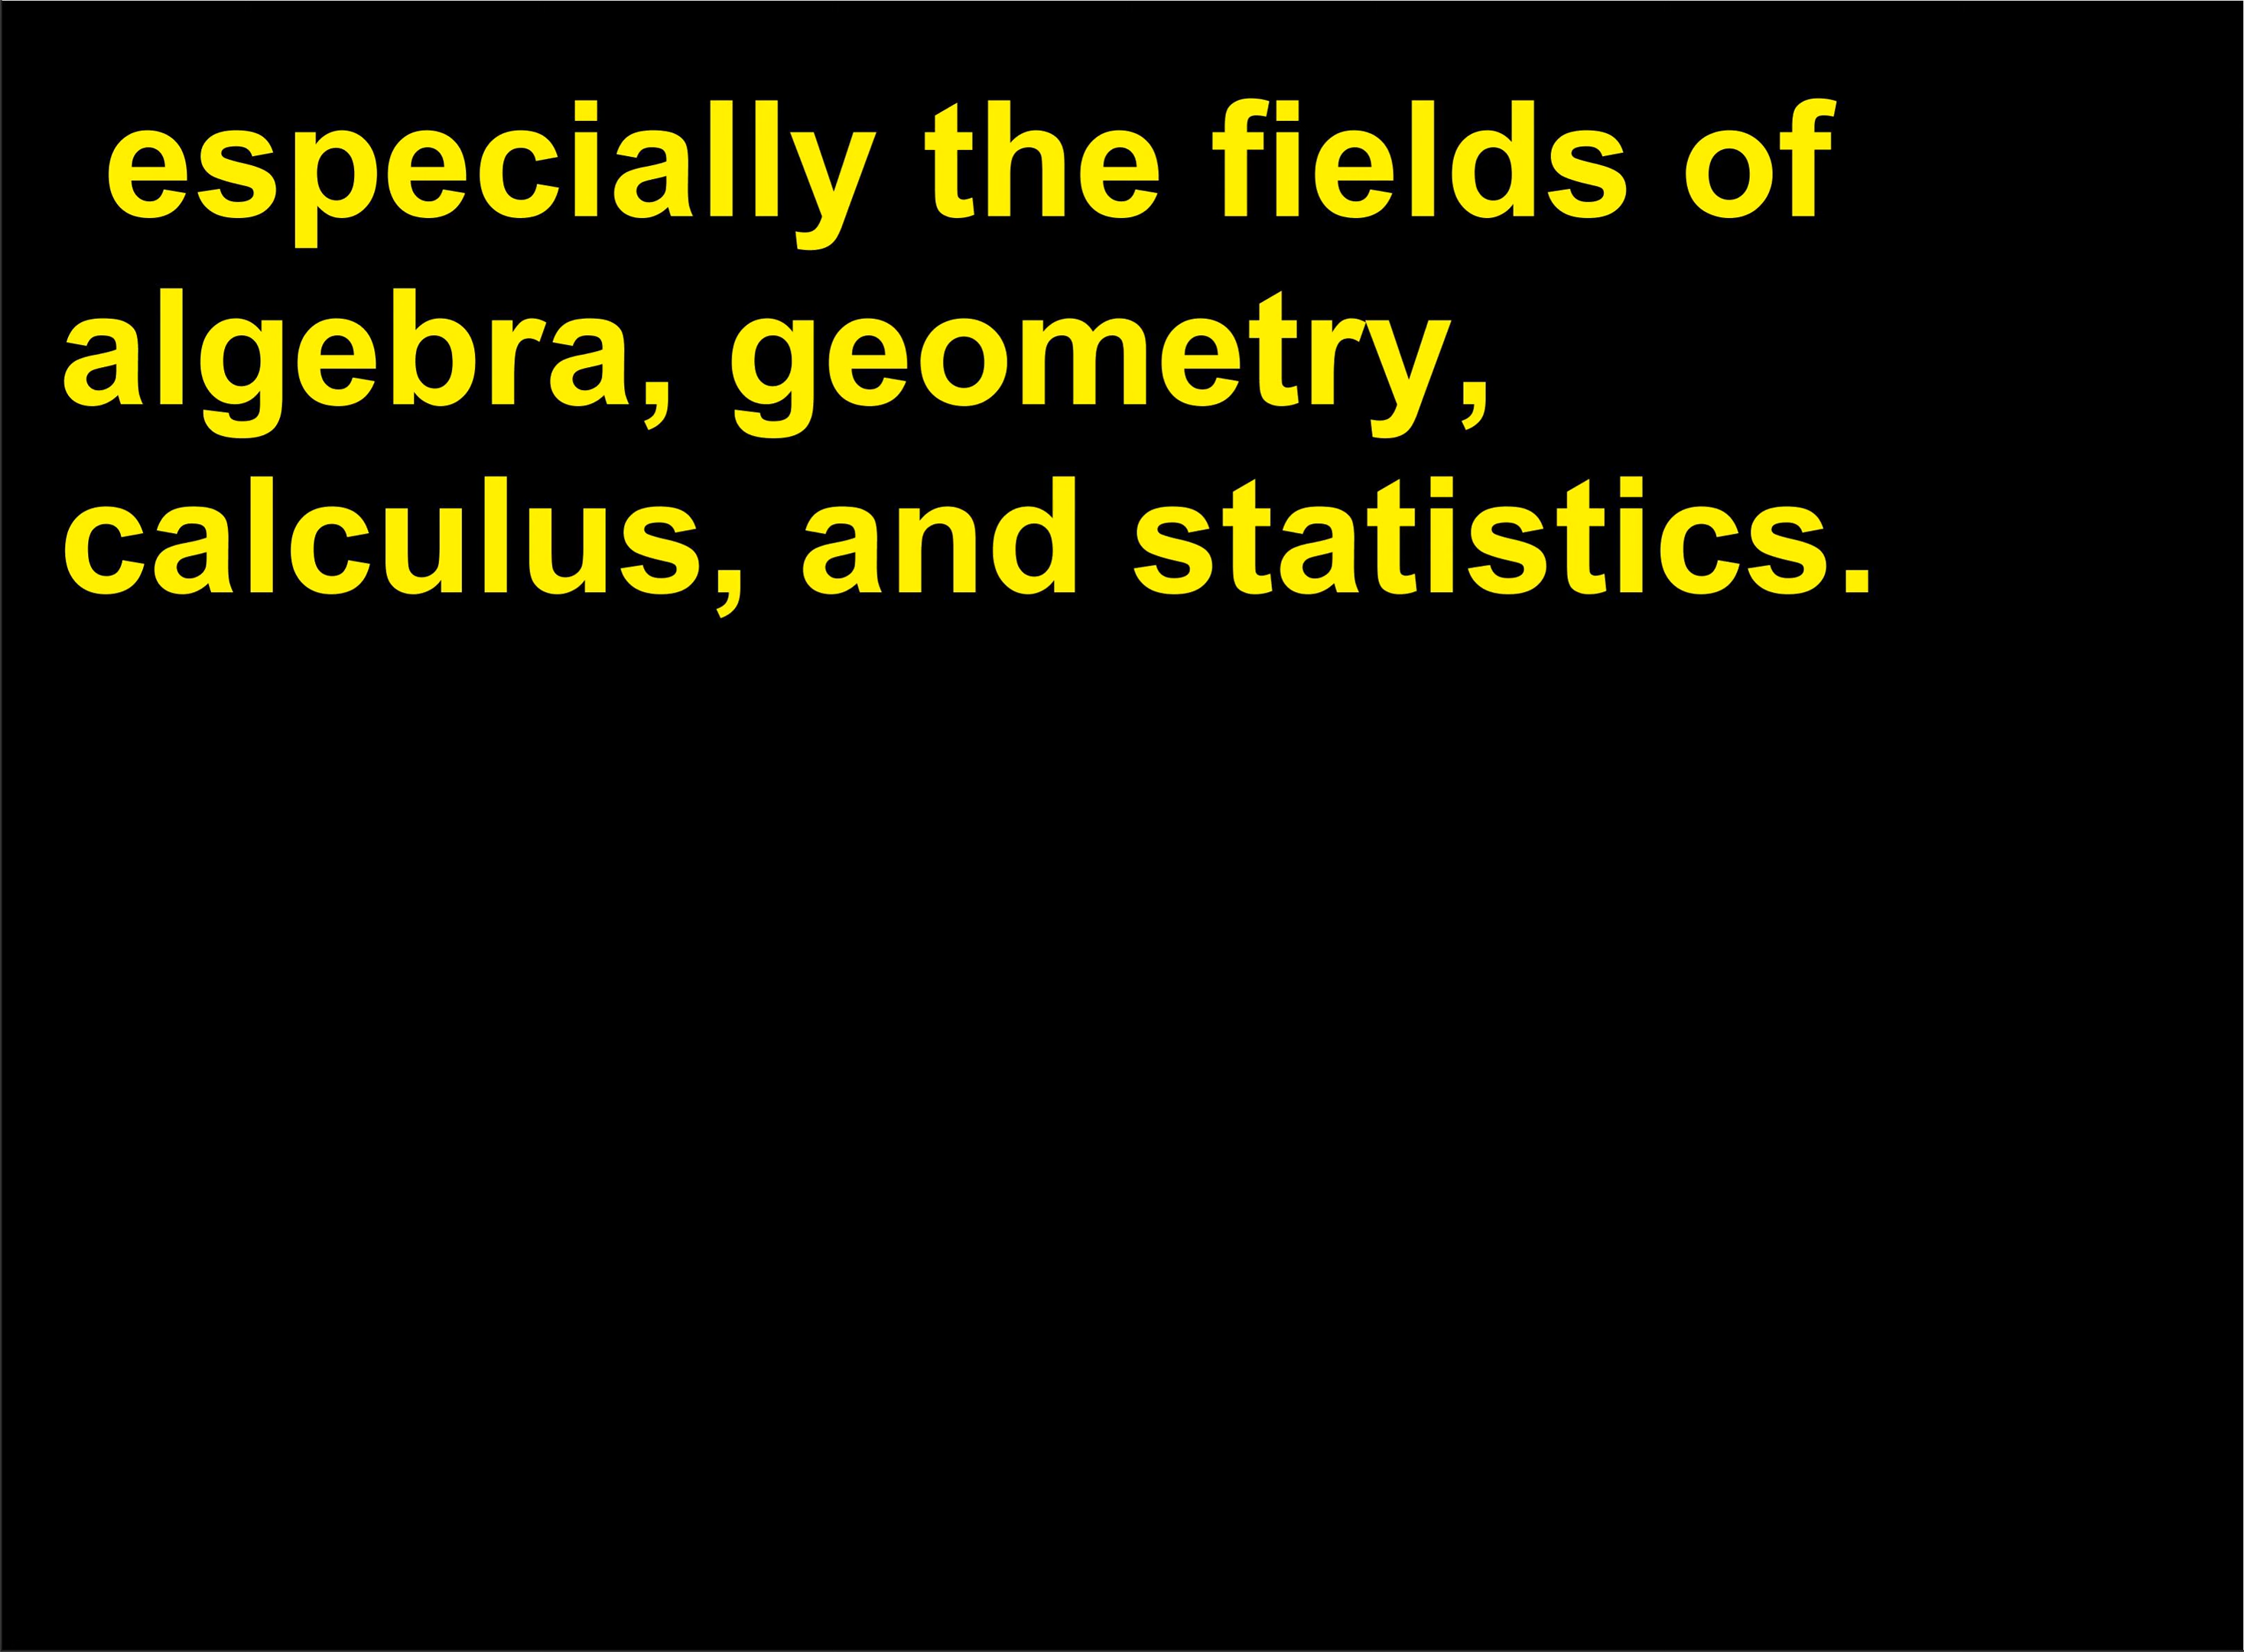 especially the fields of
algebra, geometry,
calculus, and statistics.